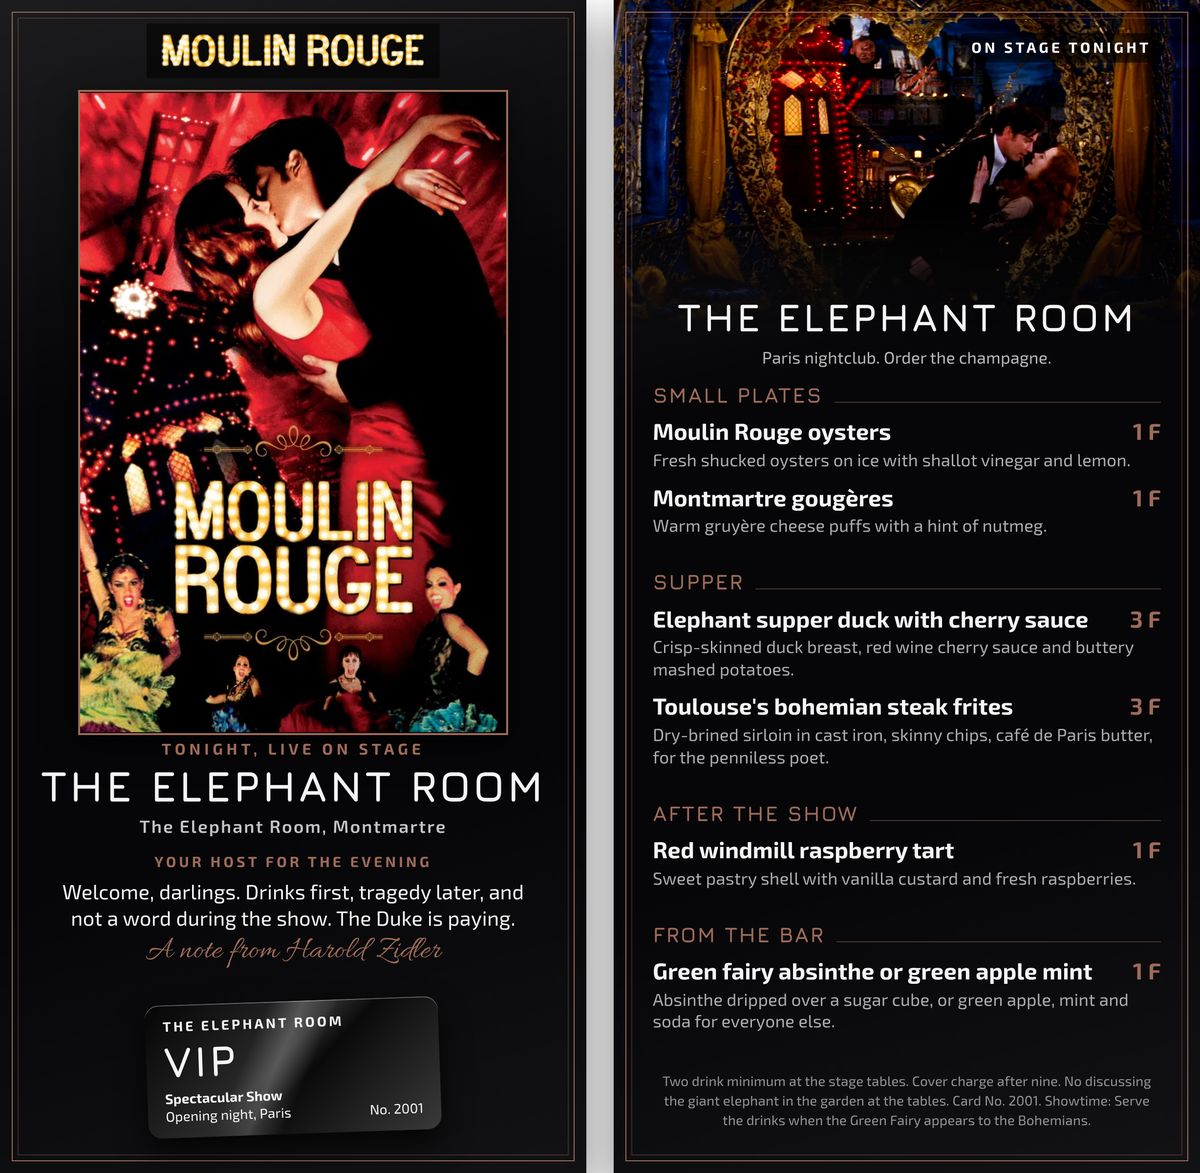 MOULIN ROUGE
MOULIN
ROUGE
TONIGHT, LIVE ON STAGE
THE ELEPHANT ROOM
The Elephant Room, Montmartre
YOUR HOST FOR THE EVENING
Welcome, darlings. Drinks first, tragedy later, and
not a word during the show. The Duke is paying.
A note from Harold Zidler
THE ELEPHANT ROOM
VIP
Spectacular Show
Opening night, Paris
No. 2001
ON STAGE TONIGHT
THE ELEPHANT ROOM
Paris nightclub. Order the champagne.
SMALL PLATES
Moulin Rouge oysters 1 F
Fresh shucked oysters on ice with shallot vinegar and lemon.
Montmartre gougères 1 F
Warm gruyère cheese puffs with a hint of nutmeg.
SUPPER
Elephant supper duck with cherry sauce 3 F
Crisp-skinned duck breast, red wine cherry sauce and buttery
mashed potatoes.
Toulouse's bohemian steak frites 3 F
Dry-brined sirloin in cast iron, skinny chips, café de Paris butter,
for the penniless poet.
AFTER THE SHOW
Red windmill raspberry tart 1 F
Sweet pastry shell with vanilla custard and fresh raspberries.
FROM THE BAR
Green fairy absinthe or green apple mint 1 F
Absinthe dripped over a sugar cube, or green apple, mint and
soda for everyone else.
Two drink minimum at the stage tables. Cover charge after nine. No discussing
the giant elephant in the garden at the tables. Card No. 2001. Showtime: Serve
the drinks when the Green Fairy appears to the Bohemians.